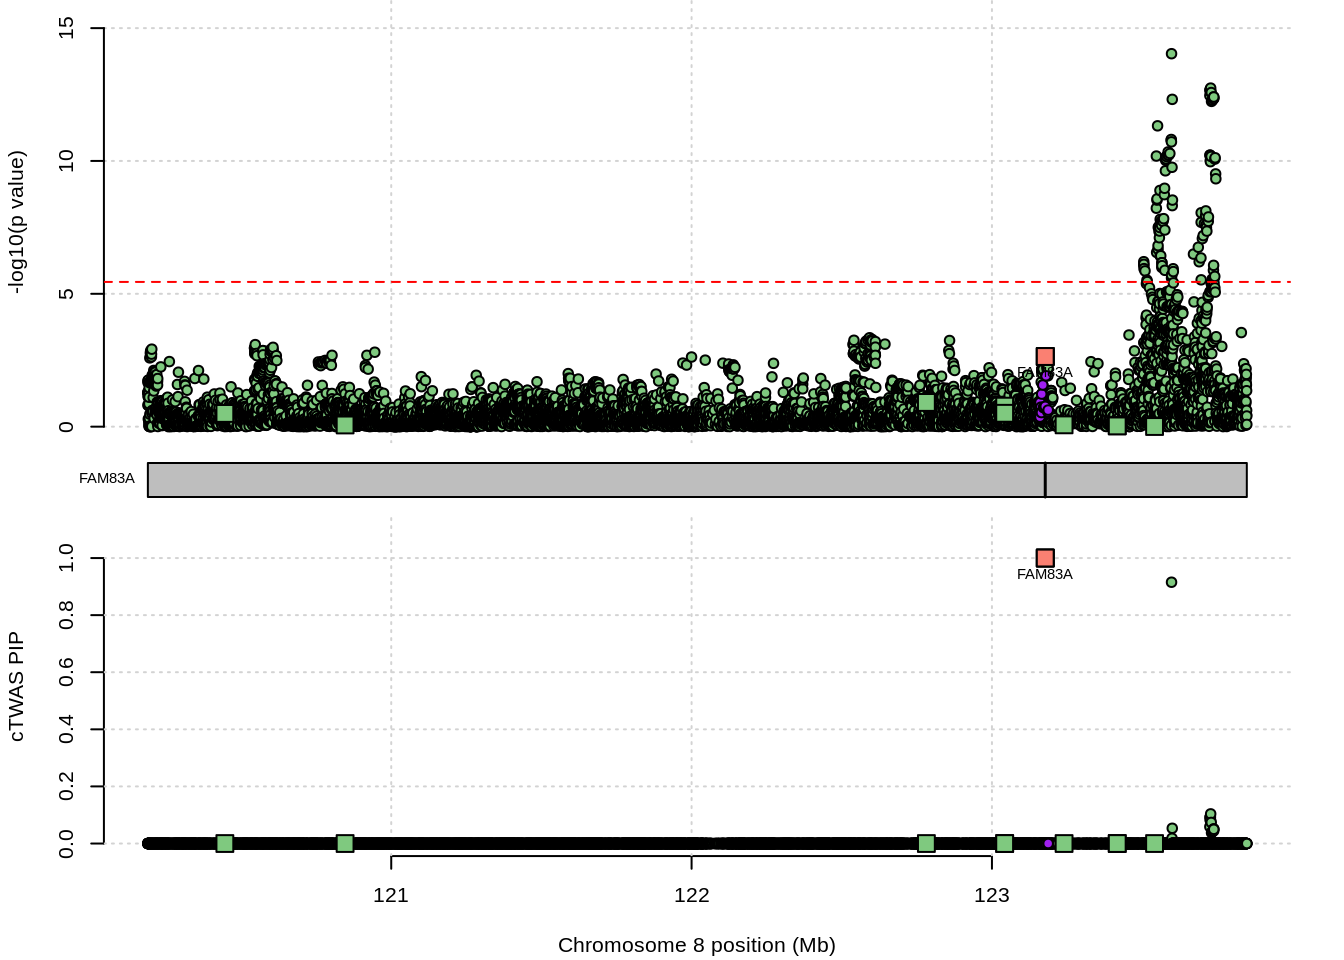 15
10
5
0
-log10(p value)
FAM83A
FAM83A
1.0
0.8
0.6
0.4
0.2
0.0
cTWAS PIP
FAM83A
121
122
123
Chromosome 8 position (Mb)